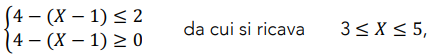 {4 − (X − 1) ≤ 2
{4 − (X − 1) ≥ 0 da cui si ricava 3 ≤ X ≤ 5,